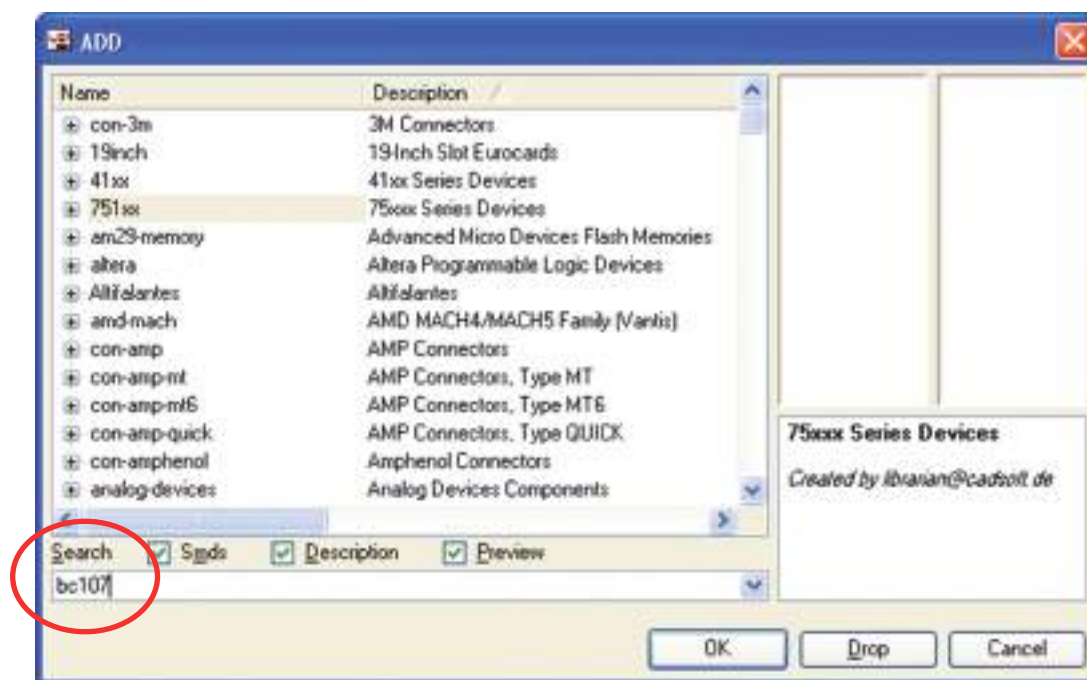 ADD
Name Description
con-3m 3M Connectors
19inch 19-Inch Slot Eurocards
41xx 41xx Series Devices
751xx 75xxx Series Devices
am29-memory Advanced Micro Devices Flash Memories
altera Altera Programmable Logic Devices
Altifalantes Altifalantes
amd-mach AMD MACH4/MACH5 Family (Vantis)
con-amp AMP Connectors
con-amp-mt AMP Connectors, Type MT
con-amp-mt6 AMP Connectors, Type MT6
con-amp-quick AMP Connectors, Type QUICK
con-amphenol Amphenol Connectors
analog-devices Analog Devices Components
75xxx Series Devices
Created by librarian@cadsoft.de
Search Smds Description Preview
bc107
OK Drop Cancel